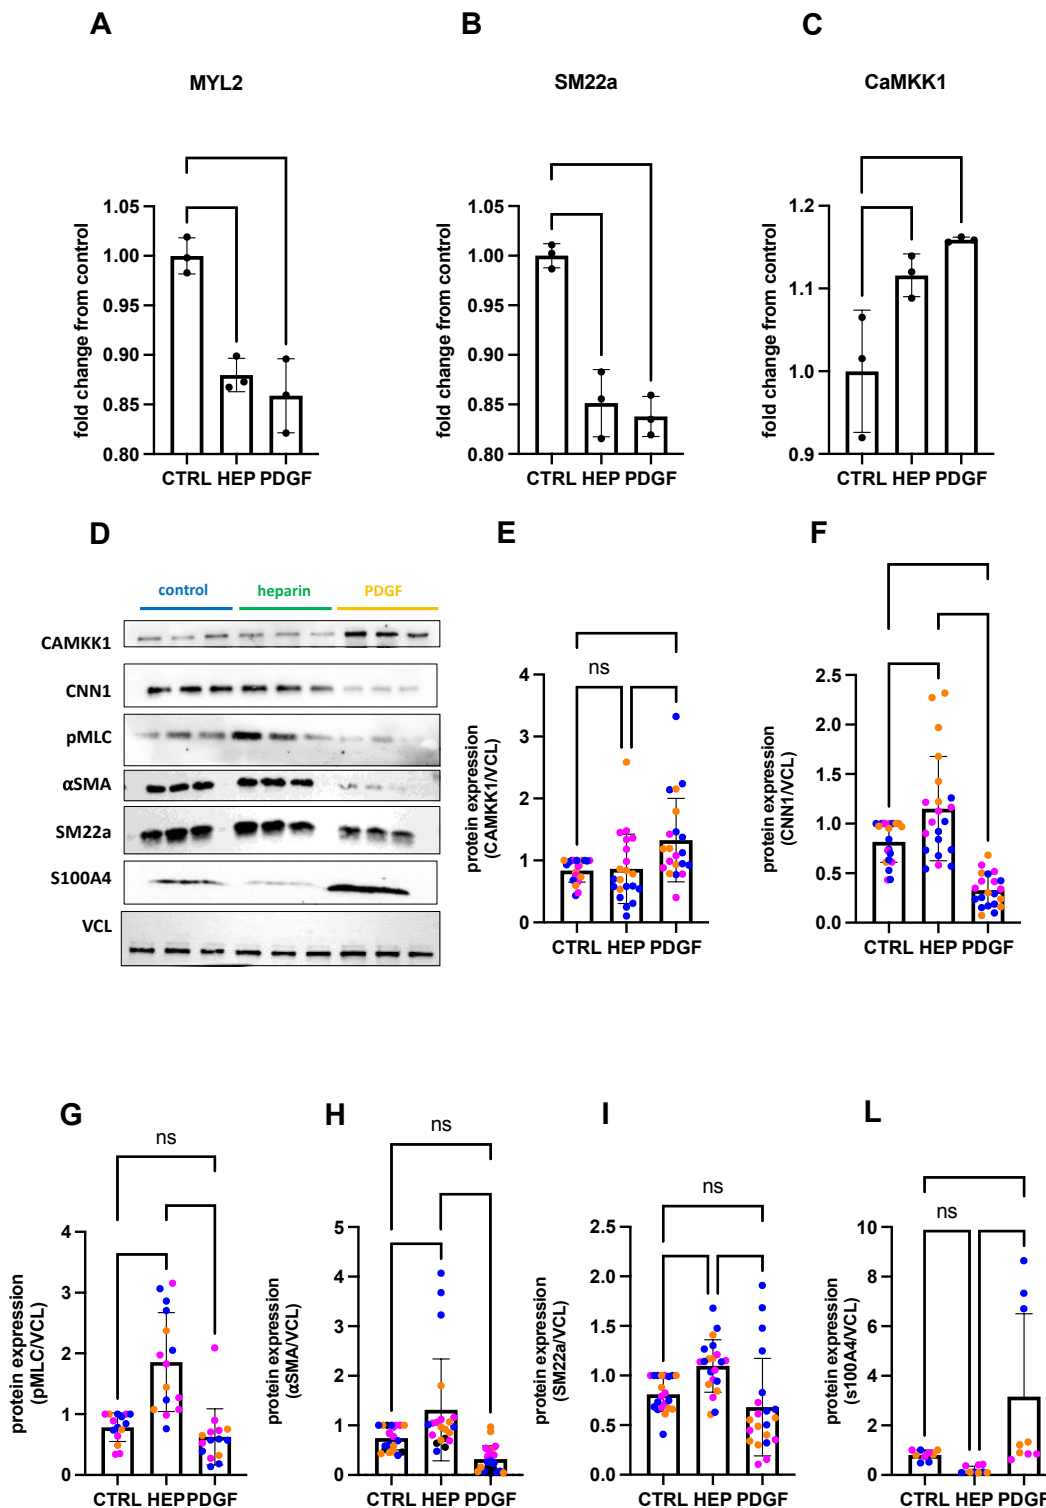 A
B
C
MYL2
SM22a
CaMKK1
fold change from control
1.05
1.00
0.95
0.90
0.85
0.80
CTRL HEP PDGF
fold change from control
1.05
1.00
0.95
0.90
0.85
0.80
CTRL HEP PDGF
fold change from control
1.2
1.1
1.0
0.9
CTRL HEP PDGF
D
control
heparin
PDGF
CAMKK1
CNN1
pMLC
αSMA
SM22a
S100A4
VCL
E
ns
protein expression
(CAMKK1/VCL)
4
3
2
1
0
CTRL HEP PDGF
F
protein expression
(CNN1/VCL)
2.5
2.0
1.5
1.0
0.5
0.0
CTRL HEP PDGF
G
ns
protein expression
(pMLC/VCL)
4
3
2
1
0
CTRL HEP PDGF
H
ns
protein expression
(αSMA/VCL)
5
4
3
2
1
0
CTRL HEP PDGF
I
ns
protein expression
(SM22a/VCL)
2.5
2.0
1.5
1.0
0.5
0.0
CTRL HEP PDGF
L
ns
protein expression
(s100A4/VCL)
10
8
6
4
2
0
CTRL HEP PDGF